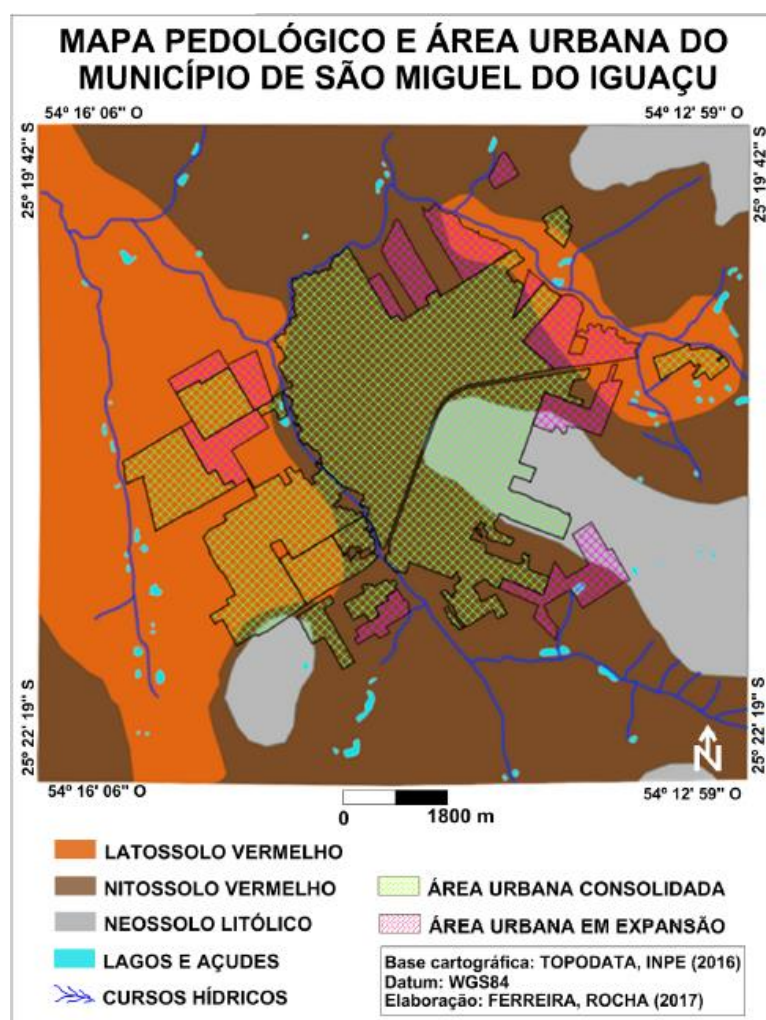 MAPA PEDOLÓGICO E ÁREA URBANA DO
MUNICÍPIO DE SÃO MIGUEL DO IGUAÇU
54º 16' 06" O
54º 12' 59" O
25º 19' 42" S
25º 19' 42" S
25º 22' 19" S
25º 22' 19" S
N
54º 16' 06" O
54º 12' 59" O
0
1800 m
LATOSSOLO VERMELHO
NITOSSOLO VERMELHO
NEOSSOLO LITÓLICO
LAGOS E AÇUDES
CURSOS HÍDRICOS
ÁREA URBANA CONSOLIDADA
ÁREA URBANA EM EXPANSÃO
Base cartográfica: TOPODATA, INPE (2016)
Datum: WGS84
Elaboração: FERREIRA, ROCHA (2017)